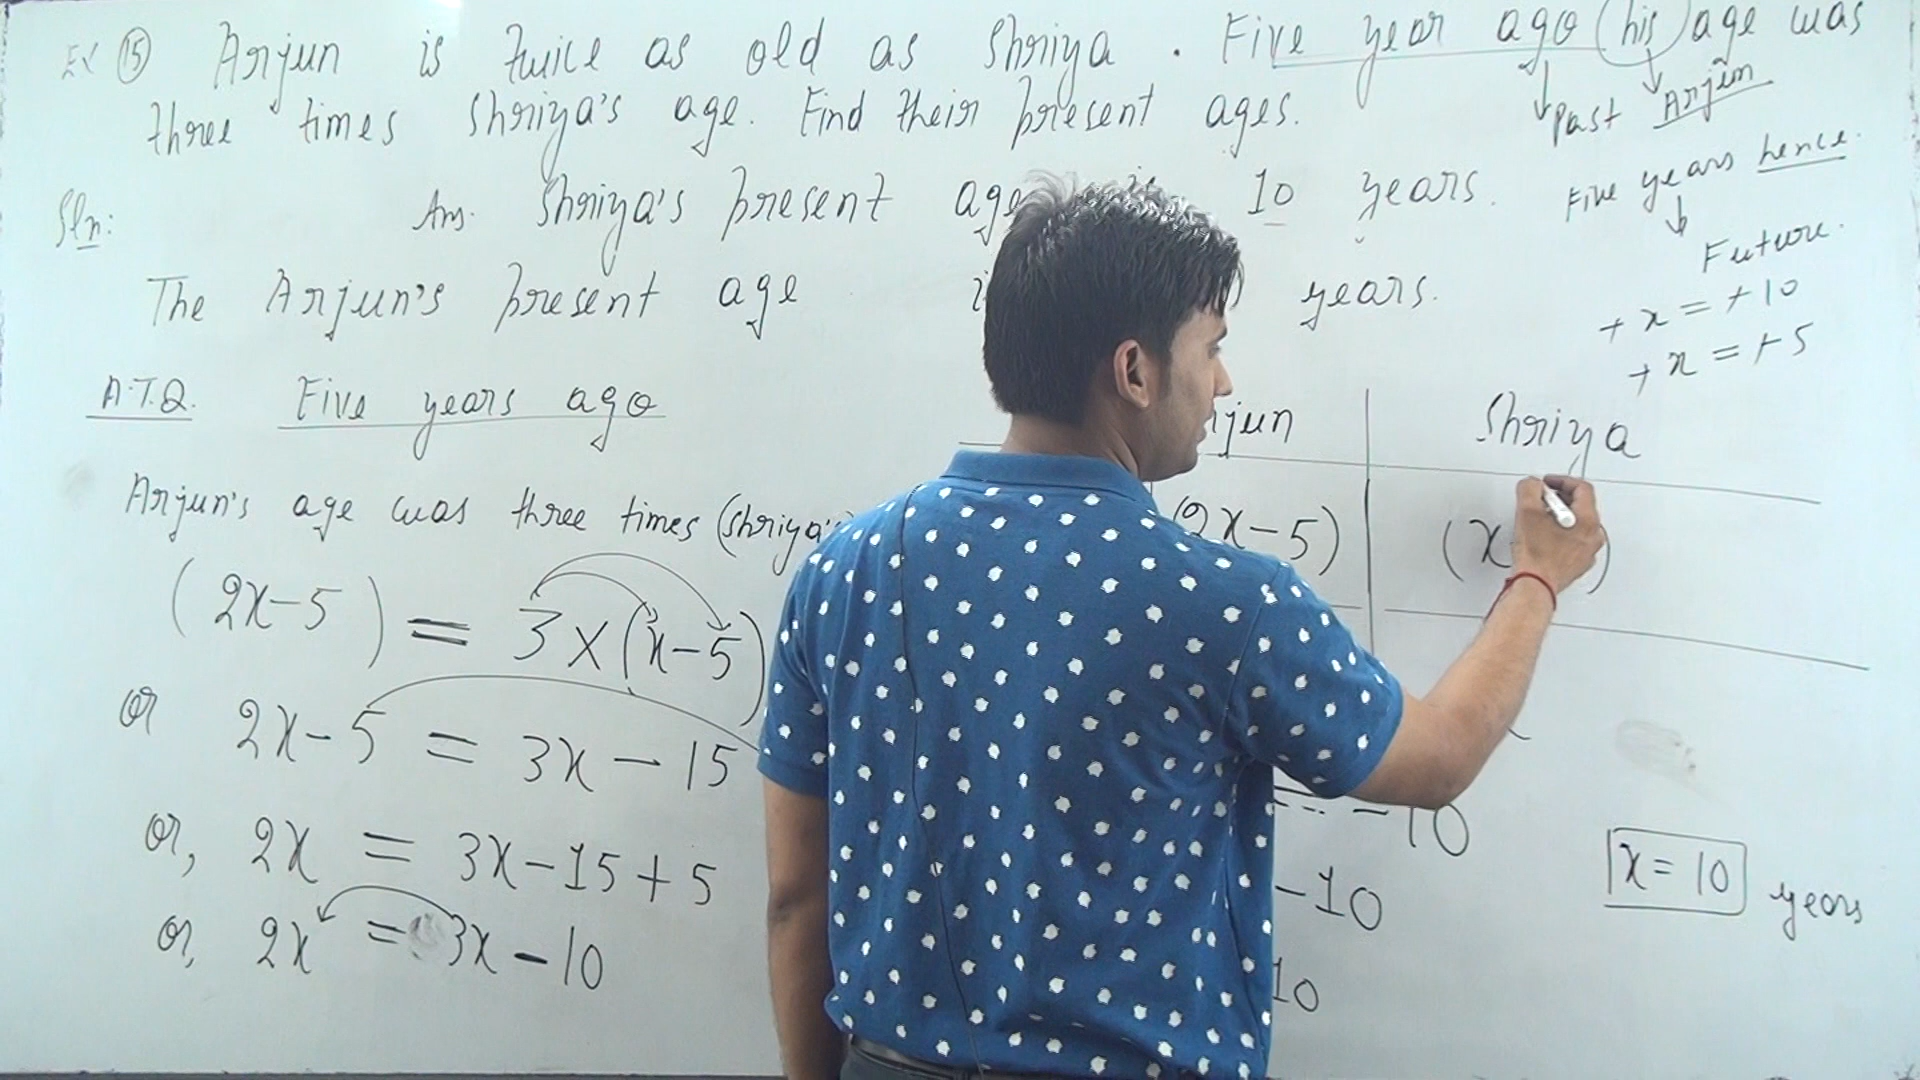 Ex 15 Arjun is twice as old as Shriya. Five year ago (his) age was
three times Shriya's age. Find their present ages.
Past Arjun
Five years hence.
Future.
Sln: Ans. Shriya's present age is 10 years.
The Arjun's present age years.
+ x = +10
+ x = +5
A.T.Q. Five years ago
jun Shriya
Arjun's age was three times (Shriya's
(2x-5) (x
(2x-5) = 3×(x-5)
or 2x-5 = 3x-15
-10
or, 2x = 3x-15+5
-10
x = 10 years
or, 2x = 3x-10
10